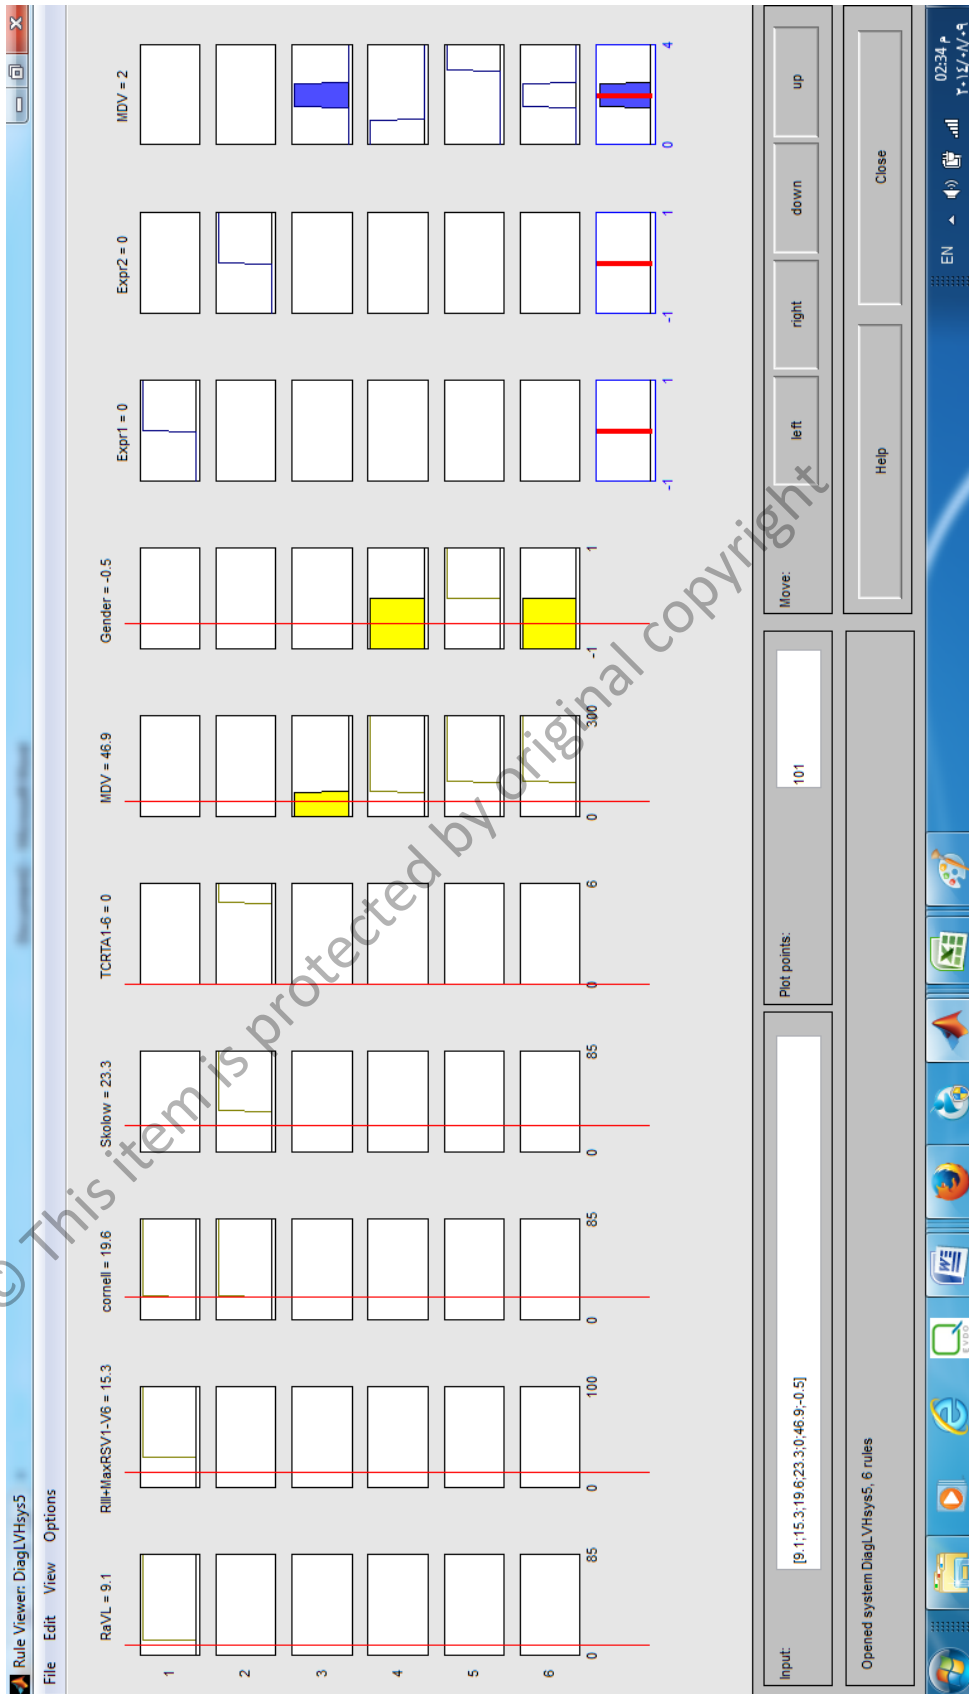 Rule Viewer: DiagLVHsys5
File Edit View Options
RaVL = 9.1
RIII+MaxRSV1-V6 = 15.3
cornell = 19.6
Skolow = 23.3
TCRTA1-6 = 0
MDV = 46.9
Gender = -0.5
Expr1 = 0
Expr2 = 0
MDV = 2
1
2
3
4
5
6
0 85
0 100
0 85
0 85
0 6
0 300
-1 1
-1 1
-1 1
0 4
Input: [9.1;15.3;19.6;23.3;0;46.9;-0.5]
Plot points: 101
Move: left right down up
Opened system DiagLVHsys5, 6 rules
Help Close
EN
02:34 م
٢٠١٤/٠٨/٠٩
© This item is protected by original copyright